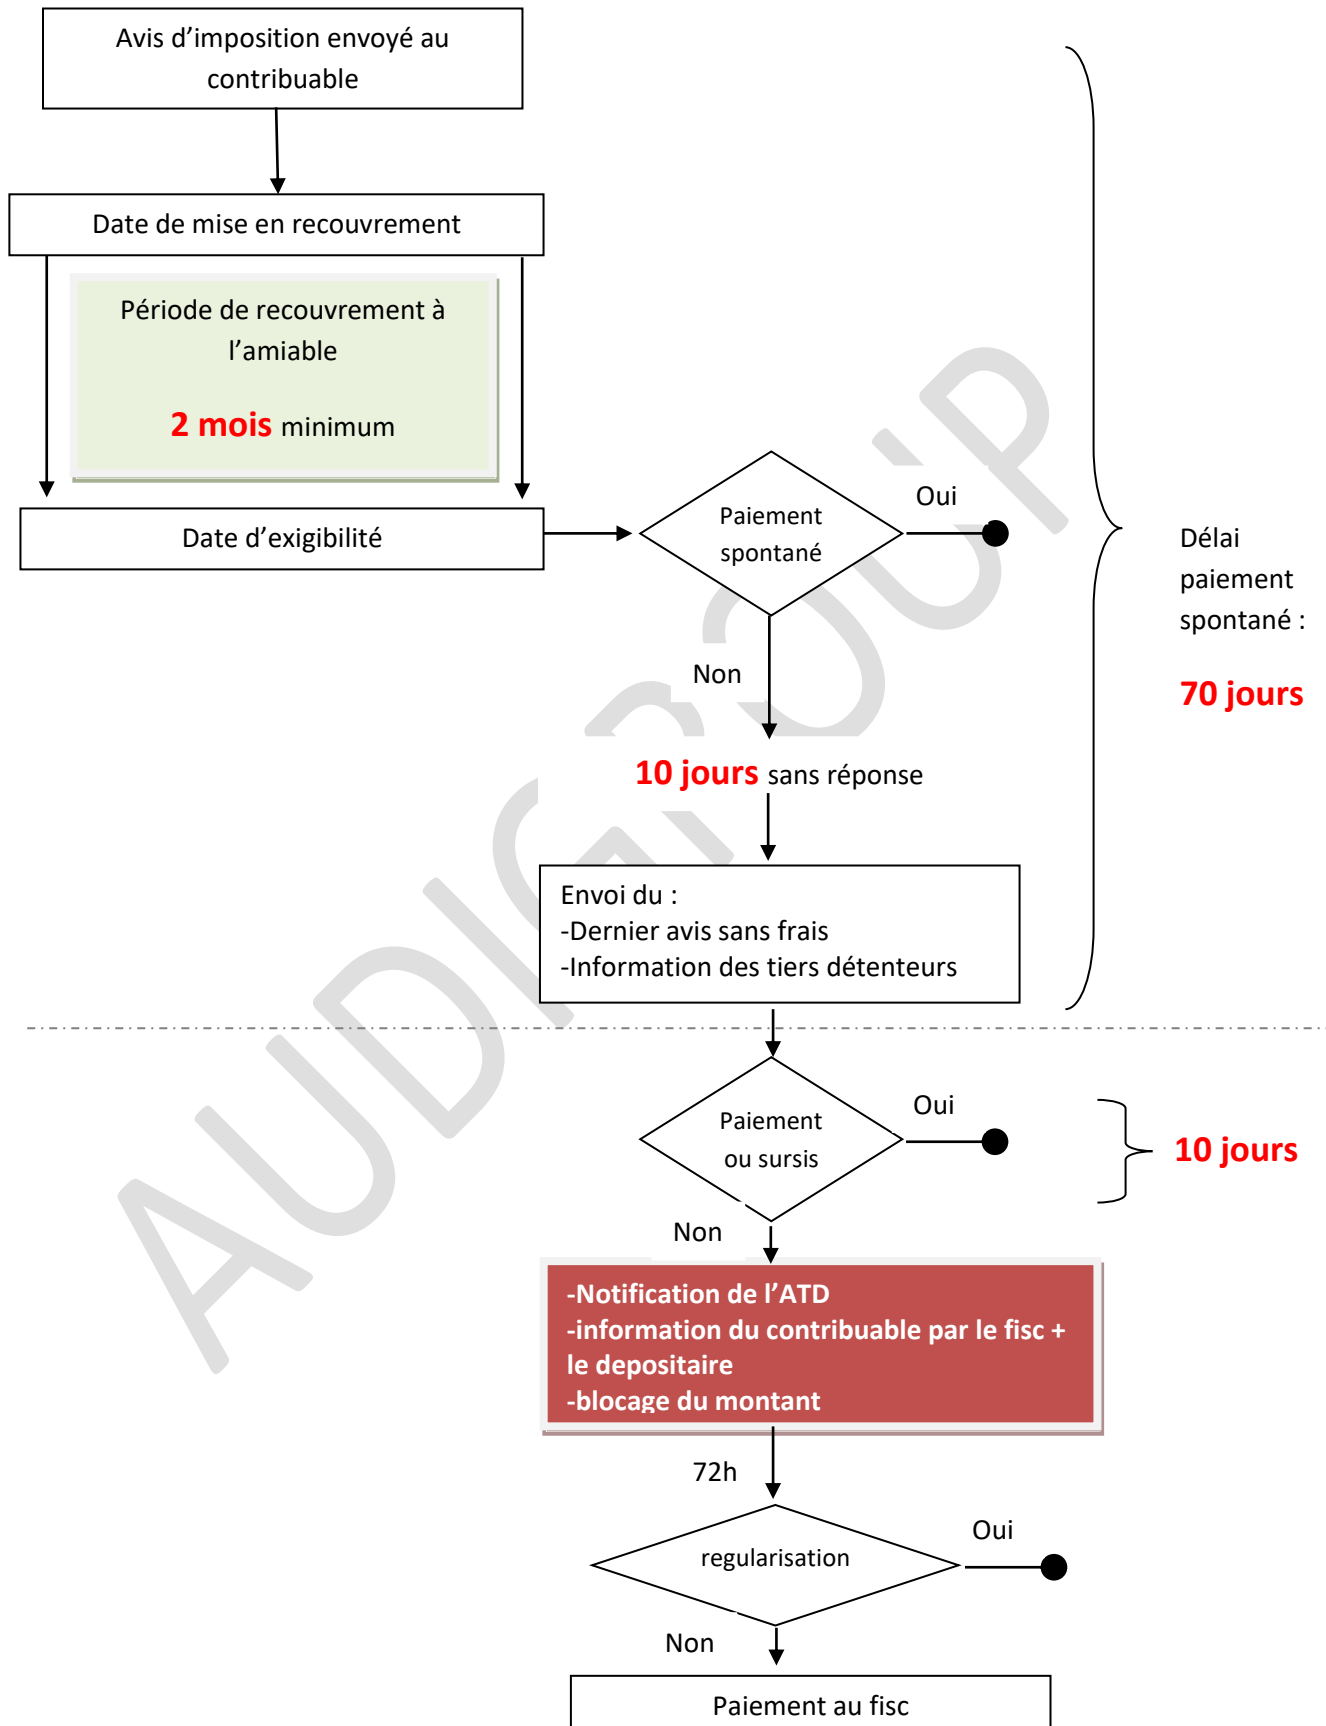 Avis d’imposition envoyé au
contribuable
Date de mise en recouvrement
Période de recouvrement à
l’amiable
2 mois minimum
Date d’exigibilité
Paiement
spontané
Oui
Délai
paiement
spontané :
70 jours
Non
10 jours sans réponse
Envoi du :
-Dernier avis sans frais
-Information des tiers détenteurs
Paiement
ou sursis
Oui
10 jours
Non
-Notification de l’ATD
-information du contribuable par le fisc +
le depositaire
-blocage du montant
72h
regularisation
Oui
Non
Paiement au fisc
AUDIGROUP